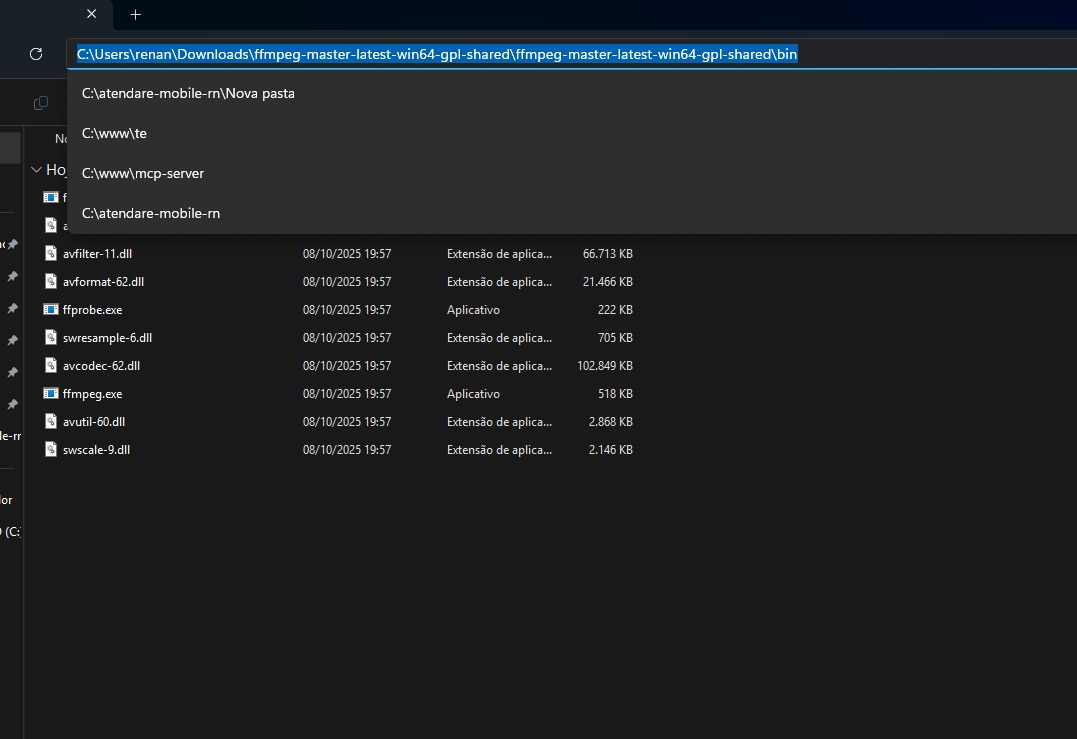 C:\Users\renan\Downloads\ffmpeg-master-latest-win64-gpl-shared\ffmpeg-master-latest-win64-gpl-shared\bin
C:\atendare-mobile-rn\Nova pasta
C:\www\te
C:\www\mcp-server
C:\atendare-mobile-rn
avfilter-11.dll 08/10/2025 19:57 Extensão de aplica... 66.713 KB
avformat-62.dll 08/10/2025 19:57 Extensão de aplica... 21.466 KB
ffprobe.exe 08/10/2025 19:57 Aplicativo 222 KB
swresample-6.dll 08/10/2025 19:57 Extensão de aplica... 705 KB
avcodec-62.dll 08/10/2025 19:57 Extensão de aplica... 102.849 KB
ffmpeg.exe 08/10/2025 19:57 Aplicativo 518 KB
avutil-60.dll 08/10/2025 19:57 Extensão de aplica... 2.868 KB
swscale-9.dll 08/10/2025 19:57 Extensão de aplica... 2.146 KB